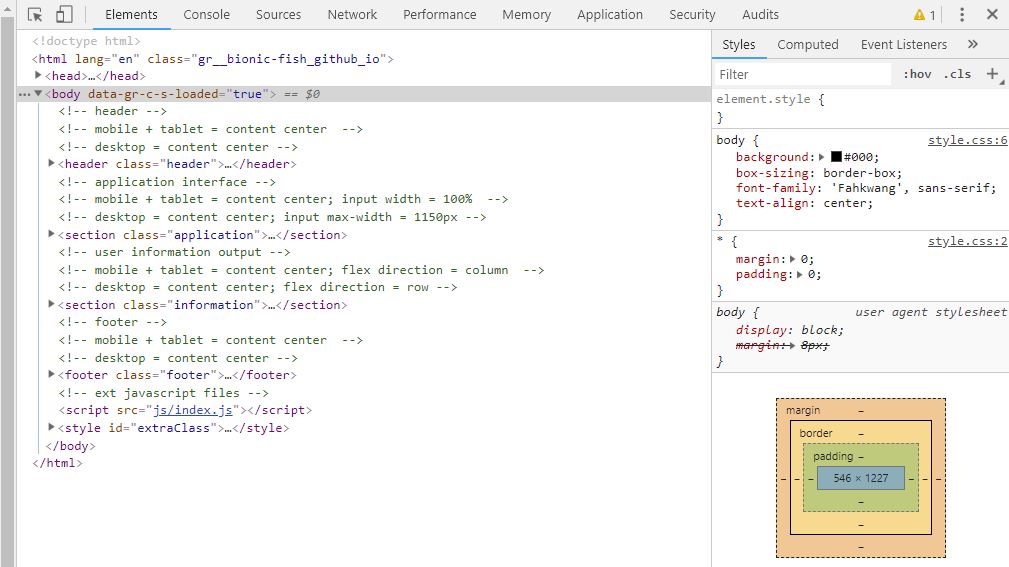 Elements Console Sources Network Performance Memory Application Security Audits 1
<!doctype html>
<html lang="en" class="gr__bionic-fish_github_io">
<head>…</head>
<body data-gr-c-s-loaded="true"> == $0
<!-- header -->
<!-- mobile + tablet = content center  -->
<!-- desktop = content center -->
<header class="header">…</header>
<!-- application interface -->
<!-- mobile + tablet = content center; input width = 100%  -->
<!-- desktop = content center; input max-width = 1150px -->
<section class="application">…</section>
<!-- user information output -->
<!-- mobile + tablet = content center; flex direction = column  -->
<!-- desktop = content center; flex direction = row -->
<section class="information">…</section>
<!-- footer -->
<!-- mobile + tablet = content center  -->
<!-- desktop = content center -->
<footer class="footer">…</footer>
<!-- ext javascript files -->
<script src="js/index.js"></script>
<style id="extraClass">…</style>
</body>
</html>
Styles Computed Event Listeners »
Filter :hov .cls +
element.style {
}
body { style.css:6
background: #000;
box-sizing: border-box;
font-family: 'Fahkwang', sans-serif;
text-align: center;
}
* { style.css:2
margin: 0;
padding: 0;
}
body { user agent stylesheet
display: block;
margin: 8px;
}
margin –
border –
padding –
– – – 546 × 1227 – – –
–
–
–